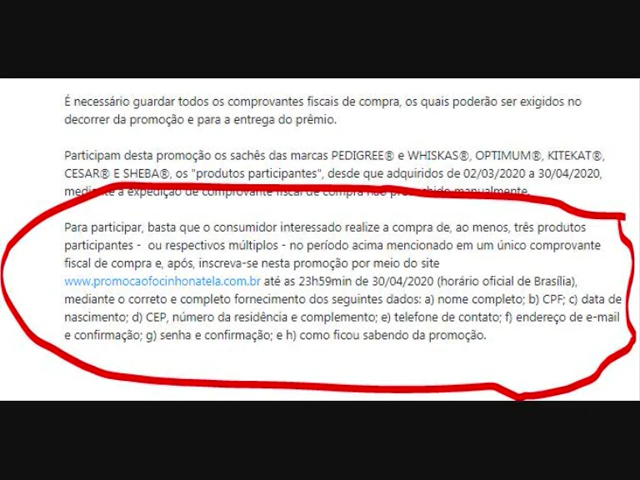 É necessário guardar todos os comprovantes fiscais de compra, os quais poderão ser exigidos no
decorrer da promoção e para a entrega do prêmio.
Participam desta promoção os sachês das marcas PEDIGREE® e WHISKAS®, OPTIMUM®, KITEKAT®,
CESAR® E SHEBA®, os "produtos participantes", desde que adquiridos de 02/03/2020 a 30/04/2020,
mediante a expedição de comprovante fiscal de compra não preenchido manualmente.
Para participar, basta que o consumidor interessado realize a compra de, ao menos, três produtos
participantes - ou respectivos múltiplos - no período acima mencionado em um único comprovante
fiscal de compra e, após, inscreva-se nesta promoção por meio do site
www.promocaofocinhonatela.com.br até as 23h59min de 30/04/2020 (horário oficial de Brasília),
mediante o correto e completo fornecimento dos seguintes dados: a) nome completo; b) CPF; c) data de
nascimento; d) CEP, número da residência e complemento; e) telefone de contato; f) endereço de e-mail
e confirmação; g) senha e confirmação; e h) como ficou sabendo da promoção.